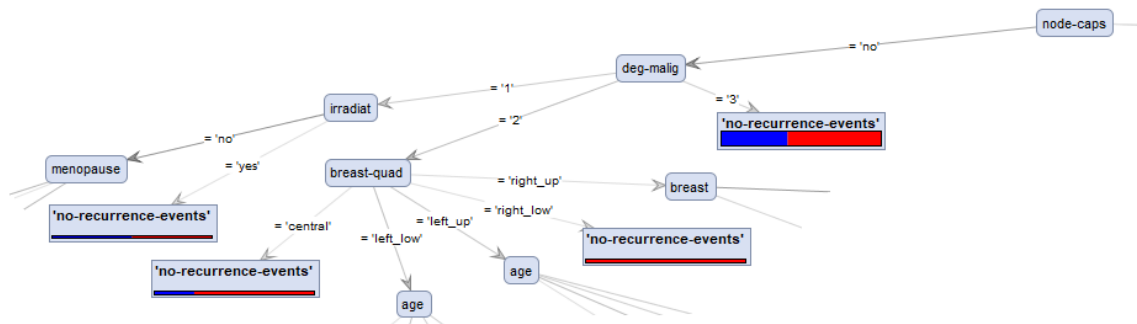 node-caps
= 'no'
deg-malig
= '1'
= '3'
irradiat
'no-recurrence-events'
= '2'
= 'no'
menopause
= 'yes'
breast-quad
= 'right_up'
breast
'no-recurrence-events'
= 'central'
= 'left_low'
= 'left_up'
= 'right_low'
'no-recurrence-events'
'no-recurrence-events'
age
age